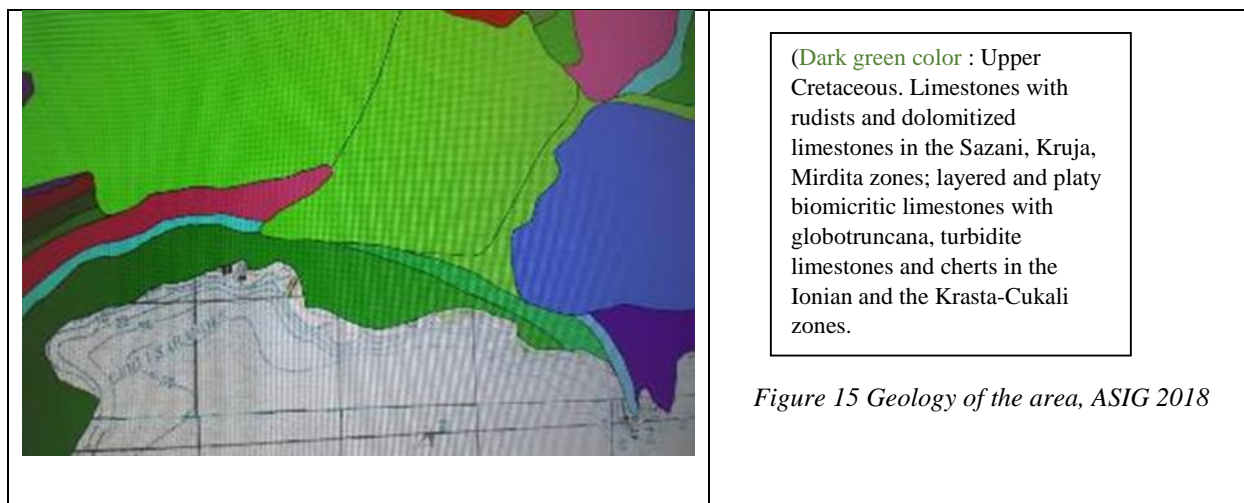 (Dark green color : Upper
Cretaceous. Limestones with
rudists and dolomitized
limestones in the Sazani, Kruja,
Mirdita zones; layered and platy
biomicritic limestones with
globotruncana, turbidite
limestones and cherts in the
Ionian and the Krasta-Cukali
zones.
Figure 15 Geology of the area, ASIG 2018